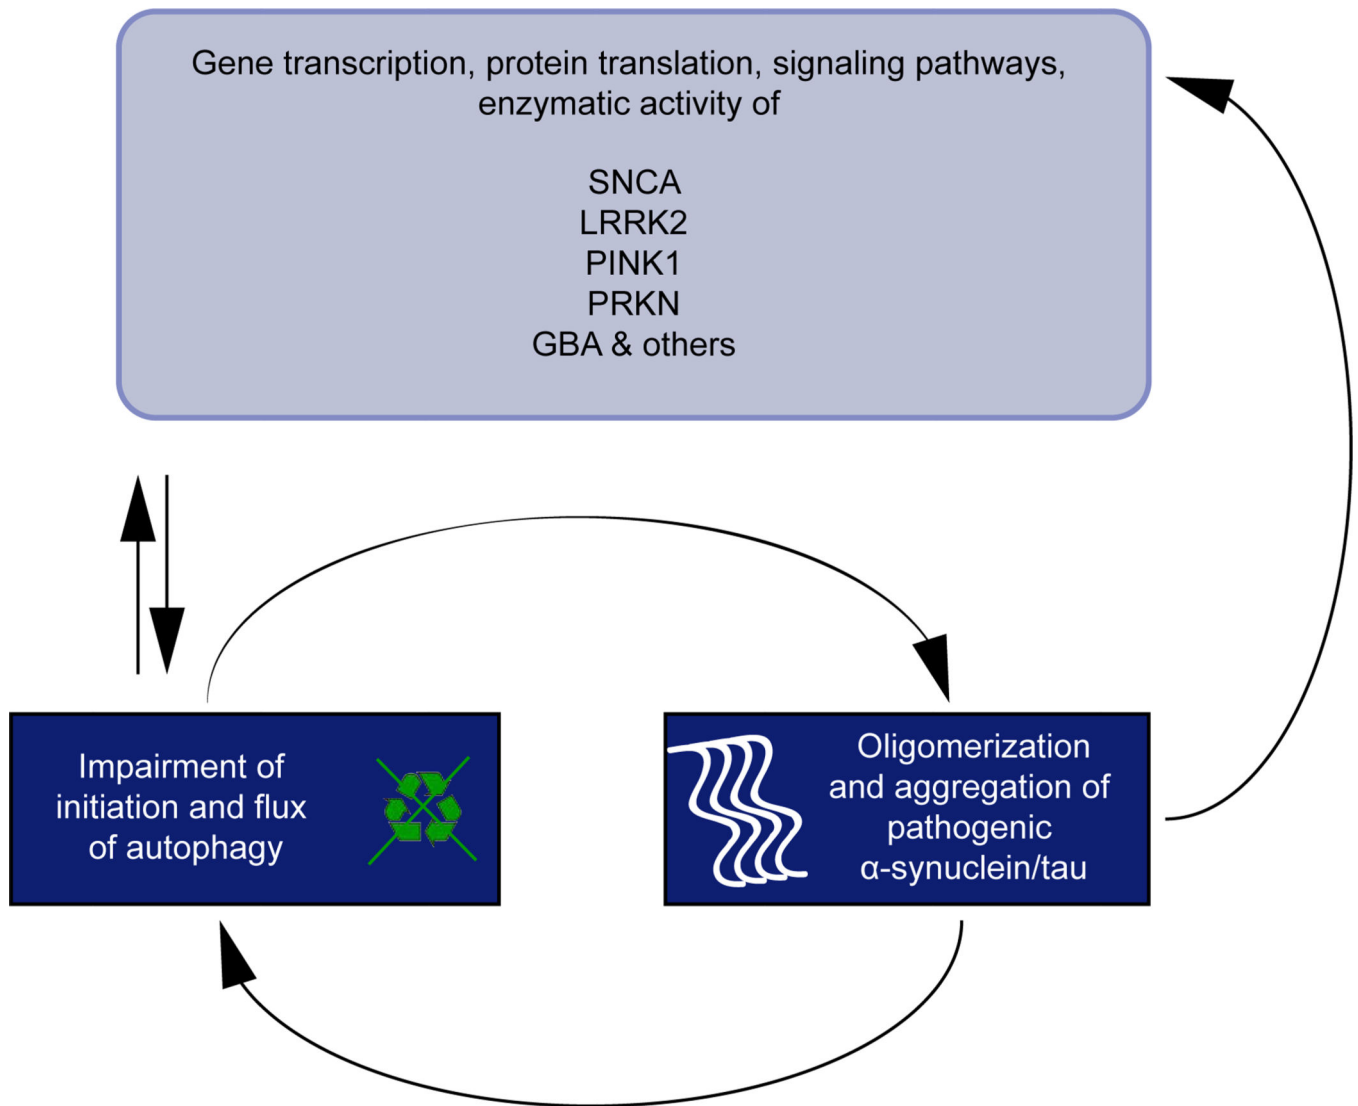 Gene transcription, protein translation, signaling pathways,
enzymatic activity of
SNCA
LRRK2
PINK1
PRKN
GBA & others
Impairment of
initiation and flux
of autophagy
Oligomerization
and aggregation of
pathogenic
α-synuclein/tau